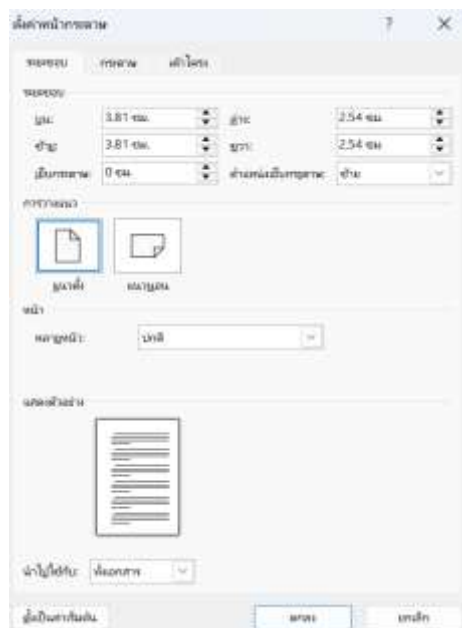 ตั้งค่าหน้ากระดาษ ? ×
ระยะขอบ กระดาษ เค้าโครง
ระยะขอบ
บน: 3.81 ซม. ล่าง: 2.54 ซม.
ซ้าย: 3.81 ซม. ขวา: 2.54 ซม.
เย็บกระดาษ: 0 ซม. ตำแหน่งเย็บกระดาษ: ซ้าย
การวางแนว
แนวตั้ง แนวนอน
หน้า
หลายหน้า: ปกติ
แสดงตัวอย่าง
นำไปใช้กับ: ทั้งเอกสาร
ตั้งเป็นค่าเริ่มต้น ตกลง ยกเลิก